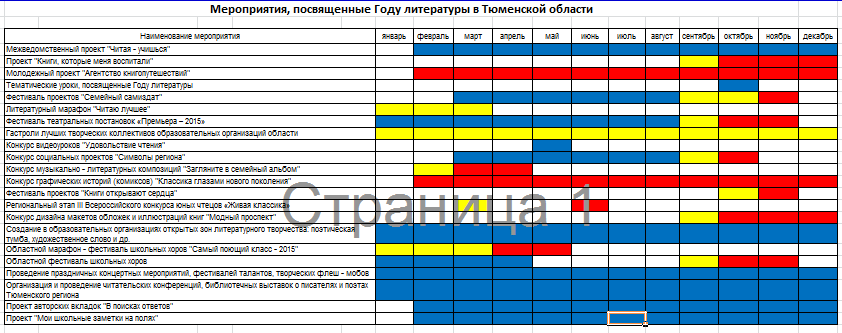 Мероприятия, посвященные Году литературы в Тюменской области
Наименование мероприятия январь февраль март апрель май июнь июль август сентябрь октябрь ноябрь декабрь
Межведомственный проект "Читая - учишься"
Проект "Книги, которые меня воспитали"
Молодежный проект "Агентство книгопутешествий"
Тематические уроки, посвященные Году литературы
Фестиваль проектов "Семейный самиздат"
Литературный марафон "Читаю лучшее"
Фестиваль театральных постановок «Премьера – 2015»
Гастроли лучших творческих коллективов образовательных организаций области
Конкурс видеоуроков "Удовольствие чтения"
Конкурс социальных проектов "Символы региона"
Конкурс музыкально - литературных композиций "Загляните в семейный альбом"
Конкурс графических историй (комиксов) "Классика глазами нового поколения"
Фестиваль проектов "Книги открывают сердца"
Региональный этап III Всероссийского конкурса юных чтецов «Живая классика»
Конкурс дизайна макетов обложек и иллюстраций книг "Модный проспект"
Создание в образовательных организациях открытых зон литературного творчества: поэтическая
тумба, художественное слово и др.
Областной марафон - фестиваль школьных хоров "Самый поющий класс - 2015"
Областной фестиваль школьных хоров
Проведение праздничных концертных мероприятий, фестивалей талантов, творческих флеш - мобов
Организация и проведение читательских конференций, библиотечных выставок о писателях и поэтах
Тюменского региона
Проект авторских вкладок "В поисках ответов"
Проект "Мои школьные заметки на полях"
Страница 1